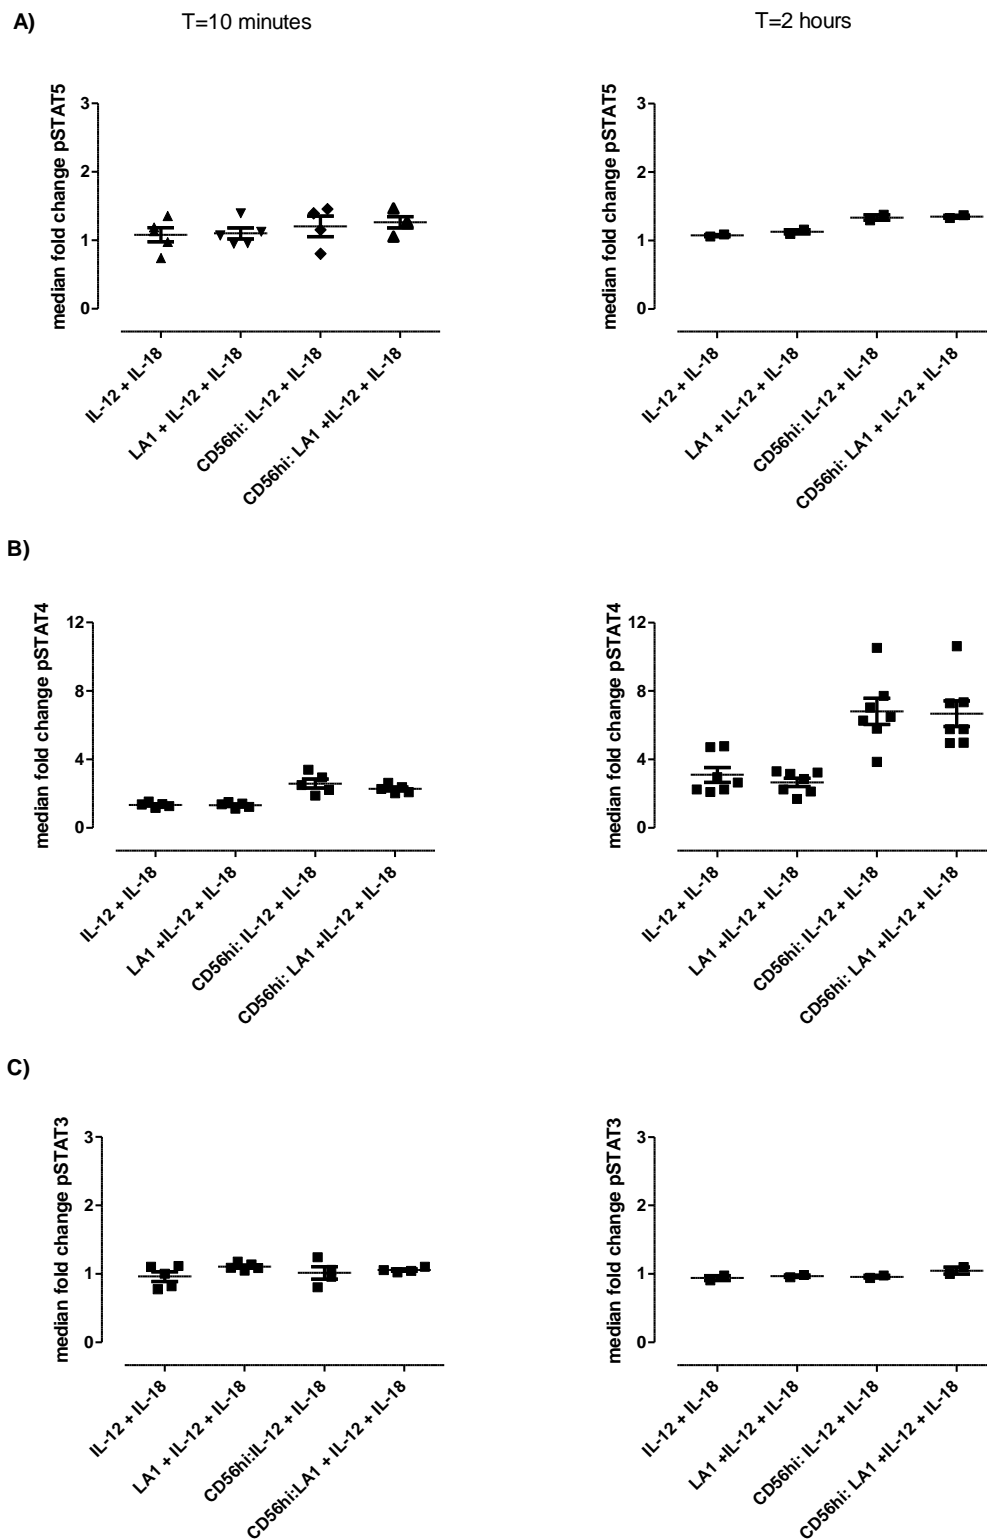 A)
T=10 minutes
T=2 hours
median fold change pSTAT5
3
2
1
0
IL-12 + IL-18
LA1 + IL-12 + IL-18
CD56hi: IL-12 + IL-18
CD56hi: LA1 +IL-12 + IL-18
median fold change pSTAT5
3
2
1
0
IL-12 + IL-18
LA1 + IL-12 + IL-18
CD56hi: IL-12 + IL-18
CD56hi: LA1 + IL-12 + IL-18
B)
median fold change pSTAT4
12
8
4
0
IL-12 + IL-18
LA1 +IL-12 + IL-18
CD56hi: IL-12 + IL-18
CD56hi: LA1 +IL-12 + IL-18
median fold change pSTAT4
12
8
4
0
IL-12 + IL-18
LA1 +IL-12 + IL-18
CD56hi: IL-12 + IL-18
CD56hi: LA1 +IL-12 + IL-18
C)
median fold change pSTAT3
3
2
1
0
IL-12 + IL-18
LA1 + IL-12 + IL-18
CD56hi:IL-12 + IL-18
CD56hi:LA1 + IL-12 + IL-18
median fold change pSTAT3
3
2
1
0
IL-12 + IL-18
LA1 +IL-12 + IL-18
CD56hi: IL-12 + IL-18
CD56hi: LA1 +IL-12 + IL-18